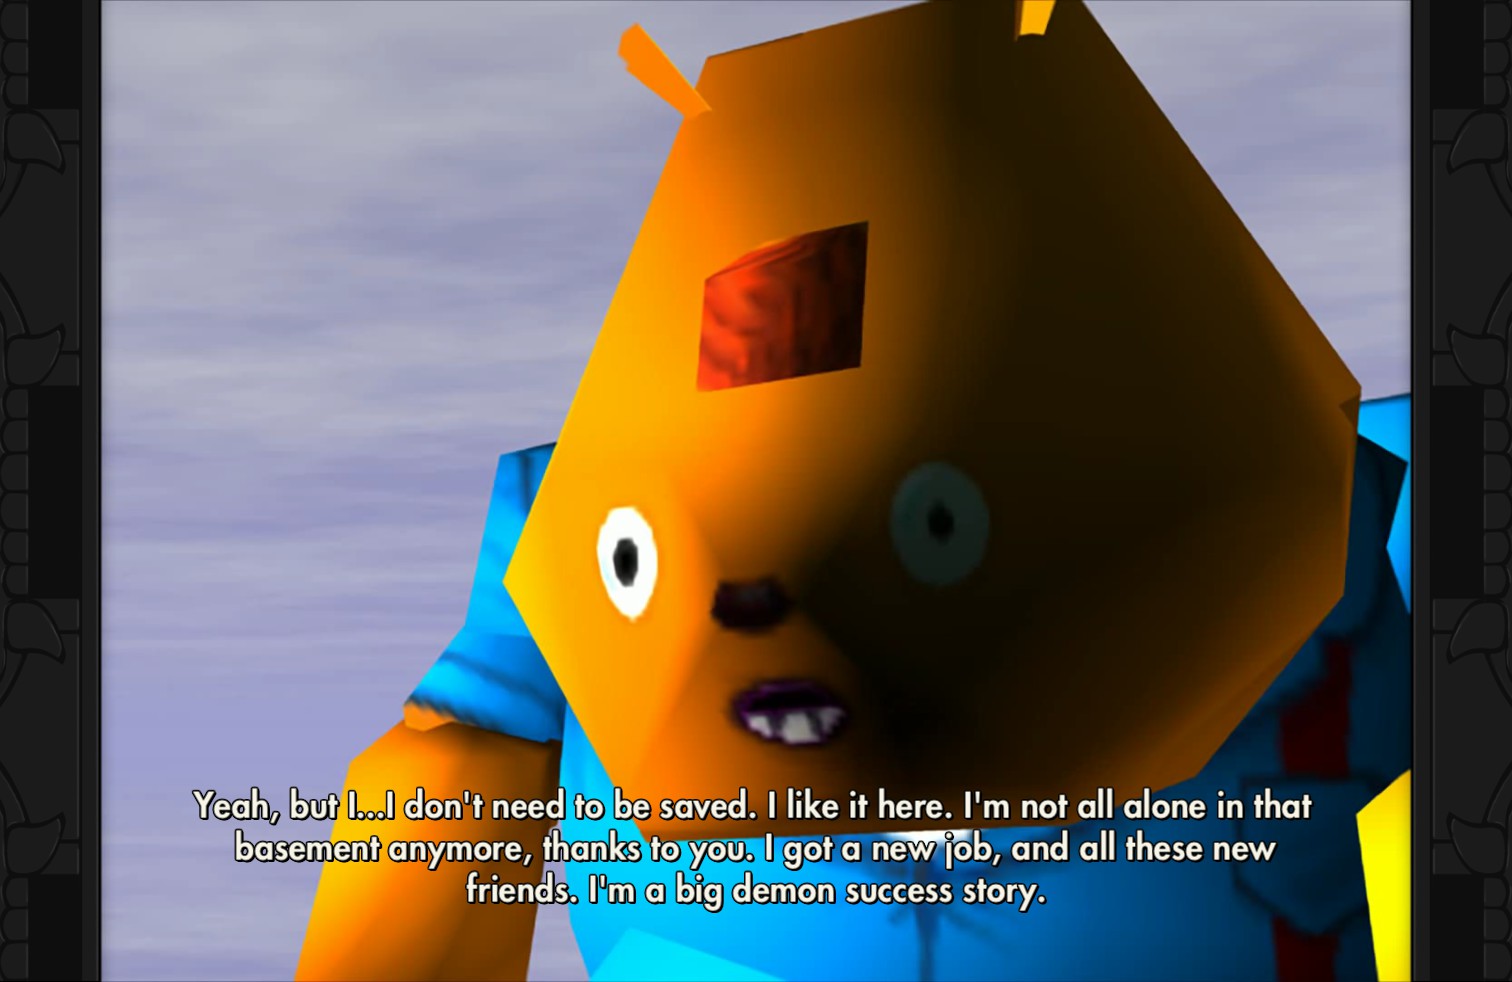 Yeah, but I...I don't need to be saved. I like it here. I'm not all alone in that
basement anymore, thanks to you. I got a new job, and all these new
friends. I'm a big demon success story.